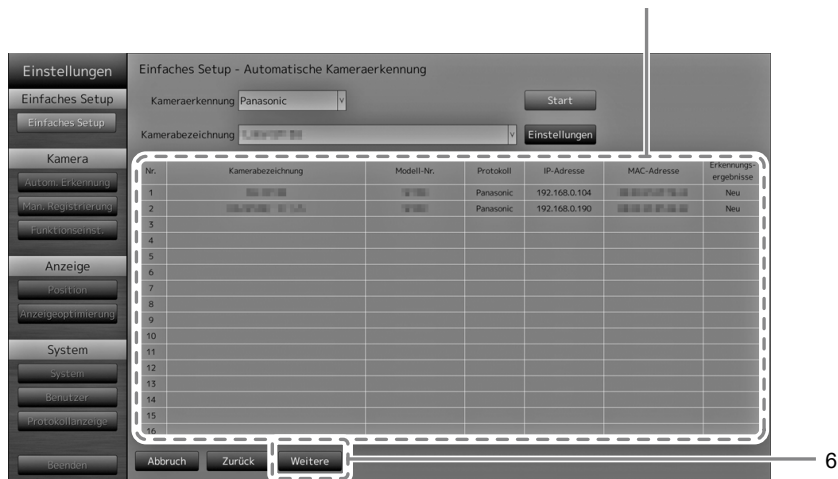 Einstellungen
Einfaches Setup
Einfaches Setup
Kamera
Autom. Erkennung
Man. Registrierung
Funktionseinst.
Anzeige
Position
Anzeigeoptimierung
System
System
Benutzer
Protokollanzeige
Beenden
Einfaches Setup - Automatische Kameraerkennung
Kameraerkennung Panasonic Start
Kamerabezeichnung Einstellungen
Nr. Kamerabezeichnung Modell-Nr. Protokoll IP-Adresse MAC-Adresse Erkennungs-
ergebnisse
1 Panasonic 192.168.0.104 Neu
2 Panasonic 192.168.0.190 Neu
3
4
5
6
7
8
9
10
11
12
13
14
15
16
Abbruch Zurück Weitere
6